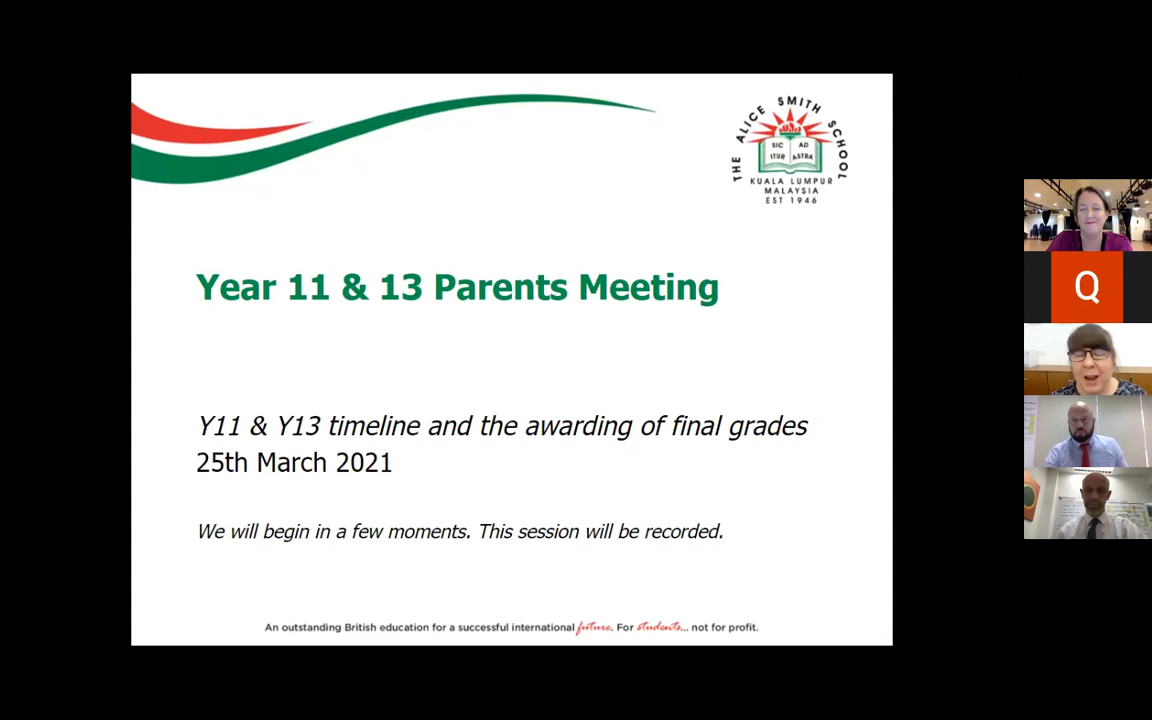 THE ALICE SMITH SCHOOL
SIC AD
ITUR ASTRA
KUALA LUMPUR
MALAYSIA
EST 1946
Year 11 & 13 Parents Meeting
Q
Y11 & Y13 timeline and the awarding of final grades
25th March 2021
We will begin in a few moments. This session will be recorded.
An outstanding British education for a successful international future. For students... not for profit.